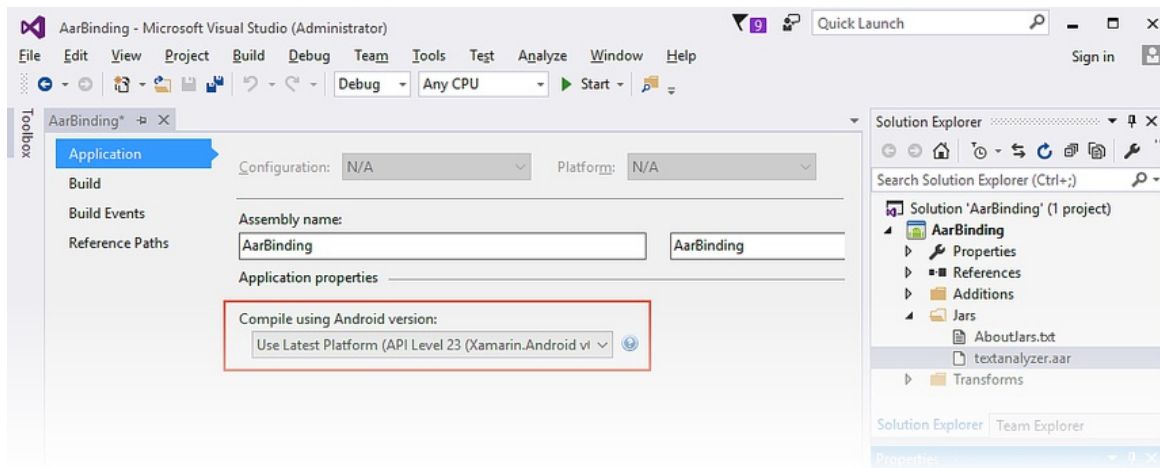 AarBinding - Microsoft Visual Studio (Administrator)
9
Quick Launch
File Edit View Project Build Debug Team Tools Test Analyze Window Help
Sign in
Debug
Any CPU
Start
Toolbox
AarBinding*
Application
Build
Build Events
Reference Paths
Configuration: N/A
Platform: N/A
Assembly name:
AarBinding
AarBinding
Application properties
Compile using Android version:
Use Latest Platform (API Level 23 (Xamarin.Android
Solution Explorer
Search Solution Explorer (Ctrl+;)
Solution 'AarBinding' (1 project)
AarBinding
Properties
References
Additions
Jars
AboutJars.txt
textanalyzer.aar
Transforms
Solution Explorer Team Explorer
Properties